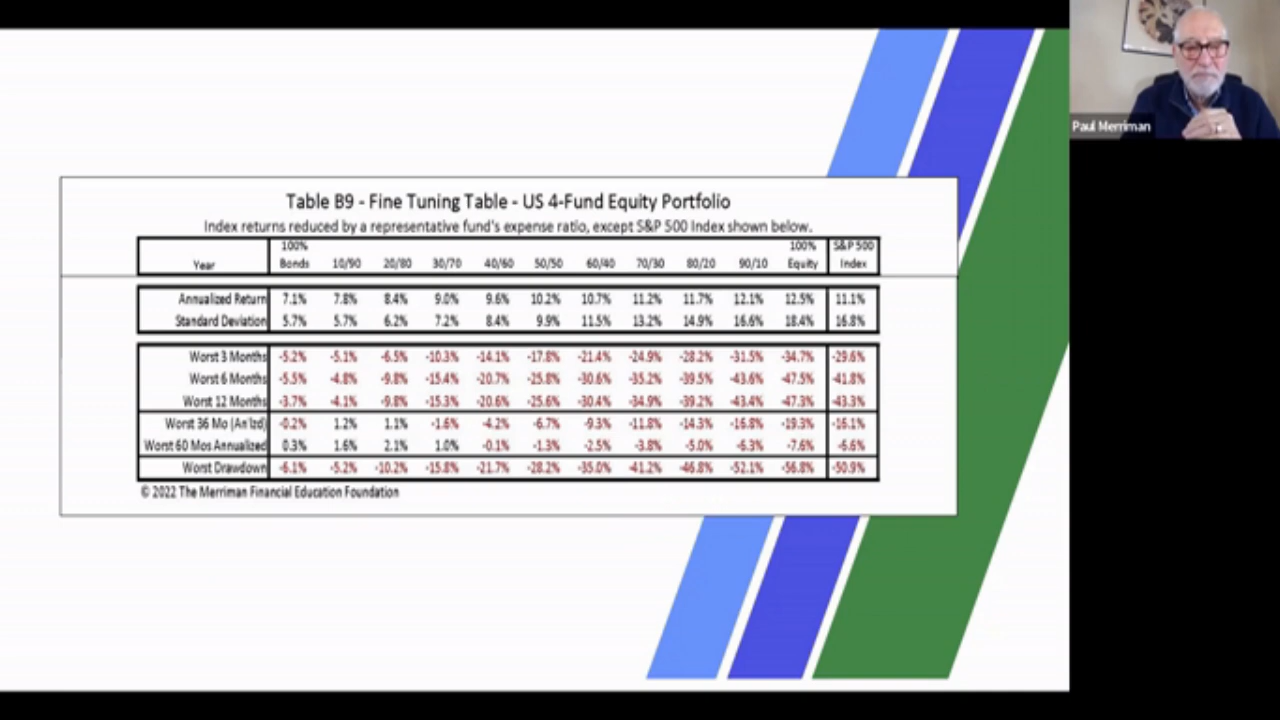 Table B9 - Fine Tuning Table - US 4-Fund Equity Portfolio
Index returns reduced by a representative fund's expense ratio, except S&P 500 Index shown below.
Year 100% Bonds 10/90 20/80 30/70 40/60 50/50 60/40 70/30 80/20 90/10 100% Equity S&P 500 Index
Annualized Return 7.1% 7.8% 8.4% 9.0% 9.6% 10.2% 10.7% 11.2% 11.7% 12.1% 12.5% 11.1%
Standard Deviation 5.7% 5.7% 6.2% 7.2% 8.4% 9.9% 11.5% 13.2% 14.9% 16.6% 18.4% 16.8%
Worst 3 Months -5.2% -5.1% -6.5% -10.3% -14.1% -17.8% -21.4% -24.9% -28.2% -31.5% -34.7% -29.6%
Worst 6 Months -5.5% -4.8% -9.8% -15.4% -20.7% -25.8% -30.6% -35.2% -39.5% -43.6% -47.5% -41.8%
Worst 12 Months -3.7% -4.1% -9.8% -15.3% -20.6% -25.6% -30.4% -34.9% -39.2% -43.4% -47.3% -43.3%
Worst 36 Mo (An'lzd) -0.2% 1.2% 1.1% -1.6% -4.2% -6.7% -9.3% -11.8% -14.3% -16.8% -19.3% -16.1%
Worst 60 Mos Annualized 0.3% 1.6% 2.1% 1.0% -0.1% -1.3% -2.5% -3.8% -5.0% -6.3% -7.6% -6.6%
Worst Drawdown -6.1% -5.2% -10.2% -15.8% -21.7% -28.2% -35.0% -41.2% -46.8% -52.1% -56.8% -50.9%
© 2022 The Merriman Financial Education Foundation
Paul Merriman